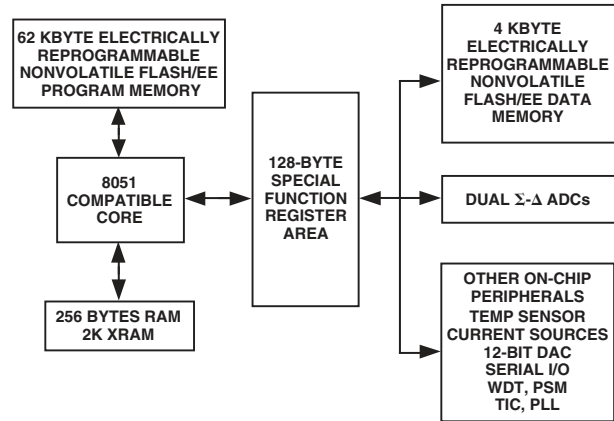 62 KBYTE ELECTRICALLY
REPROGRAMMABLE
NONVOLATILE FLASH/EE
PROGRAM MEMORY
8051
COMPATIBLE
CORE
256 BYTES RAM
2K XRAM
128-BYTE
SPECIAL
FUNCTION
REGISTER
AREA
4 KBYTE
ELECTRICALLY
REPROGRAMMABLE
NONVOLATILE
FLASH/EE DATA
MEMORY
DUAL Σ-Δ ADCs
OTHER ON-CHIP
PERIPHERALS
TEMP SENSOR
CURRENT SOURCES
12-BIT DAC
SERIAL I/O
WDT, PSM
TIC, PLL